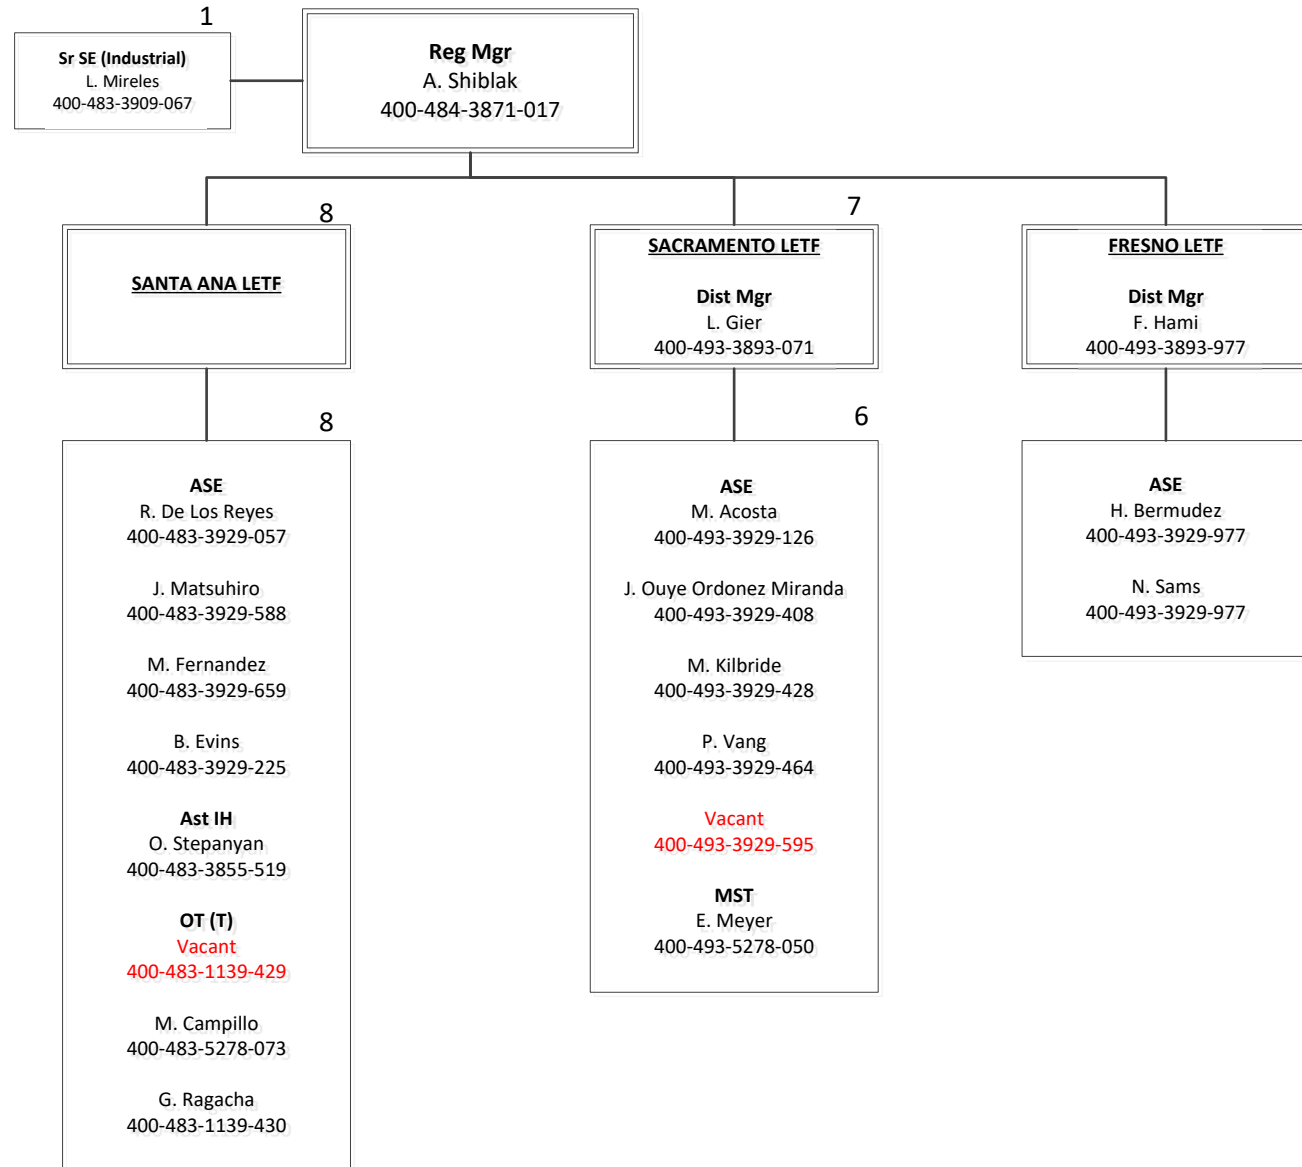 1
Sr SE (Industrial)
L. Mireles
400-483-3909-067
Reg Mgr
A. Shiblak
400-484-3871-017
8
SANTA ANA LETF
8
ASE
R. De Los Reyes
400-483-3929-057
J. Matsuhiro
400-483-3929-588
M. Fernandez
400-483-3929-659
B. Evins
400-483-3929-225
Ast IH
O. Stepanyan
400-483-3855-519
OT (T)
Vacant
400-483-1139-429
M. Campillo
400-483-5278-073
G. Ragacha
400-483-1139-430
7
SACRAMENTO LETF
Dist Mgr
L. Gier
400-493-3893-071
6
ASE
M. Acosta
400-493-3929-126
J. Ouye Ordonez Miranda
400-493-3929-408
M. Kilbride
400-493-3929-428
P. Vang
400-493-3929-464
Vacant
400-493-3929-595
MST
E. Meyer
400-493-5278-050
FRESNO LETF
Dist Mgr
F. Hami
400-493-3893-977
ASE
H. Bermudez
400-493-3929-977
N. Sams
400-493-3929-977